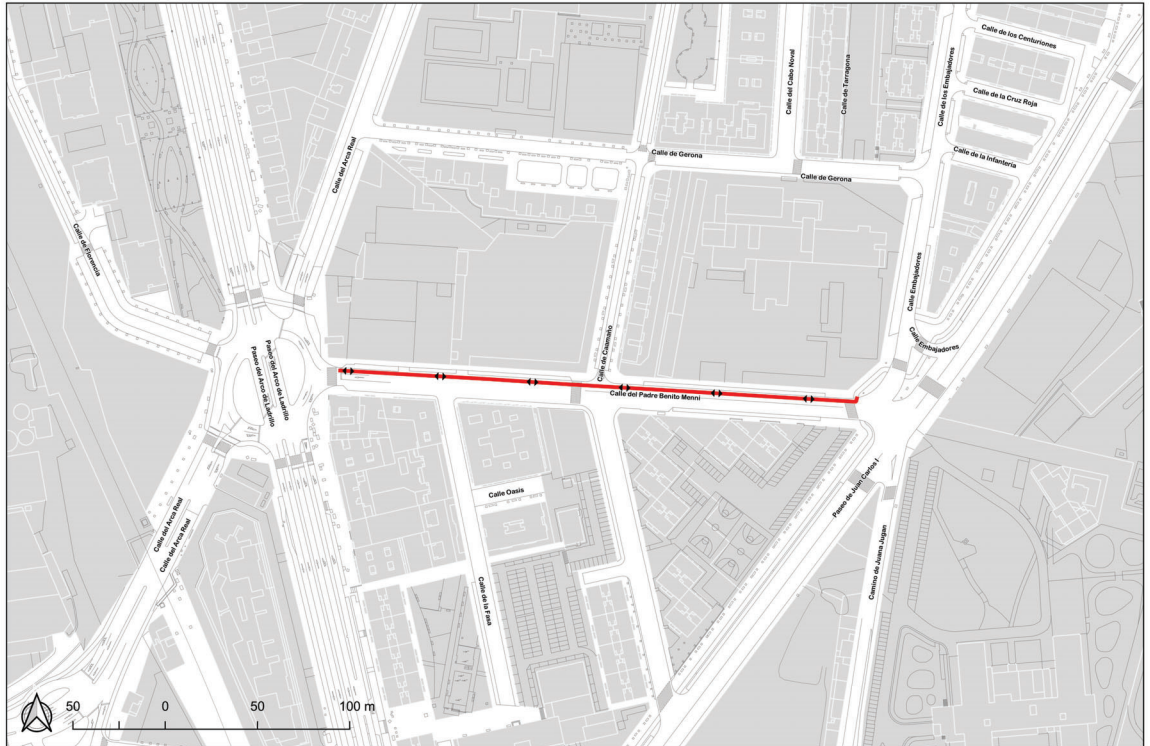 Calle de los Centuriones
Calle de la Cruz Roja
Calle de la Infantería
Calle de los Embajadores
Calle de Tarragona
Calle del Cabo Noval
Calle de Gerona
Calle de Gerona
Calle del Arca Real
Calle de Florencia
Calle Embajadores
Calle Embajadores
Calle de Caamaño
Paseo del Arco de Ladrillo
Paseo del Arco de Ladrillo
Calle del Padre Benito Menni
Paseo de Juan Carlos I
Calle Oasis
Calle del Arca Real
Calle del Arca Real
Camino de Juana Jugan
Calle de la Fasa
50 0 50 100 m